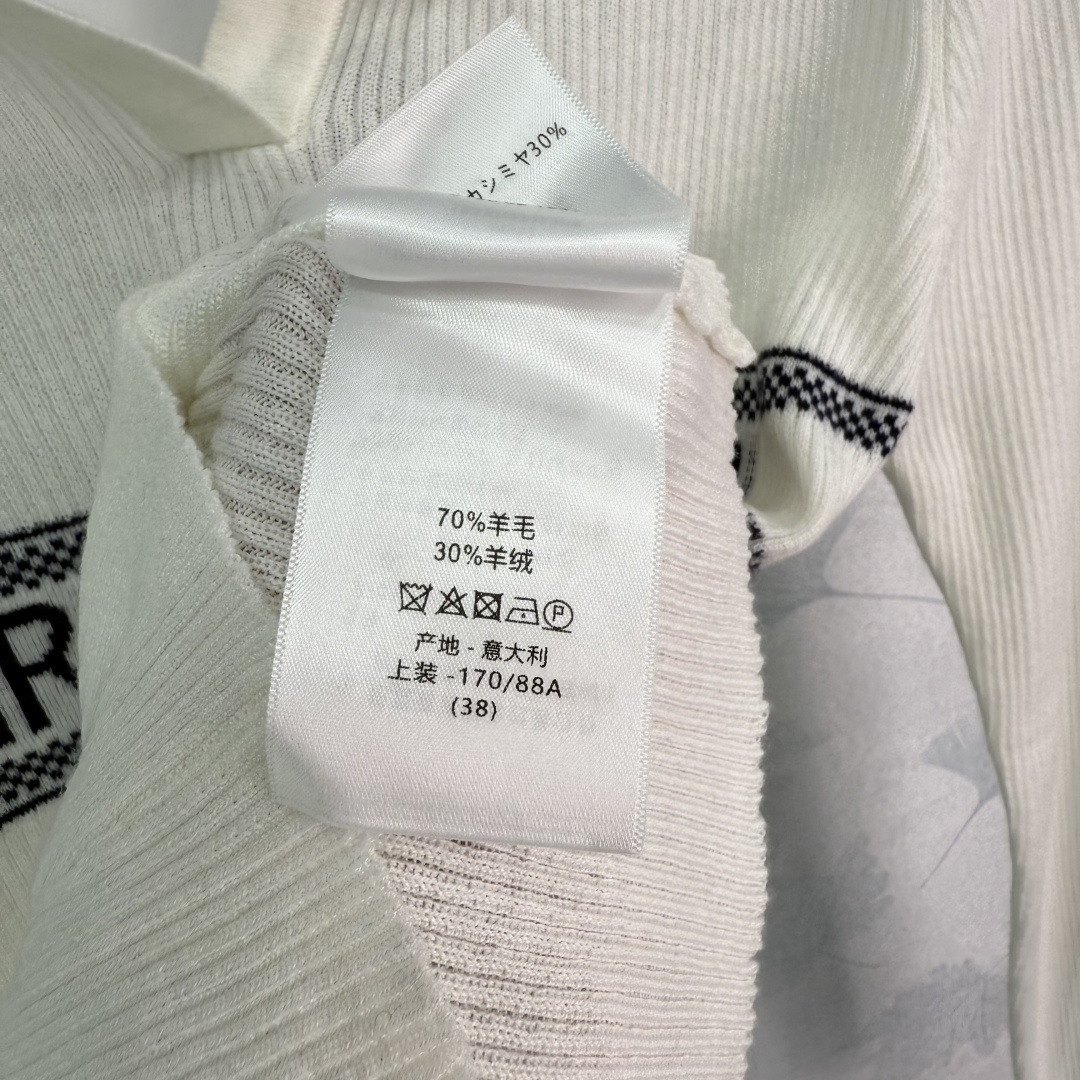 カシミヤ30%
70%羊毛
30%羊绒
P
产地 - 意大利
上装 -170/88A
(38)
R